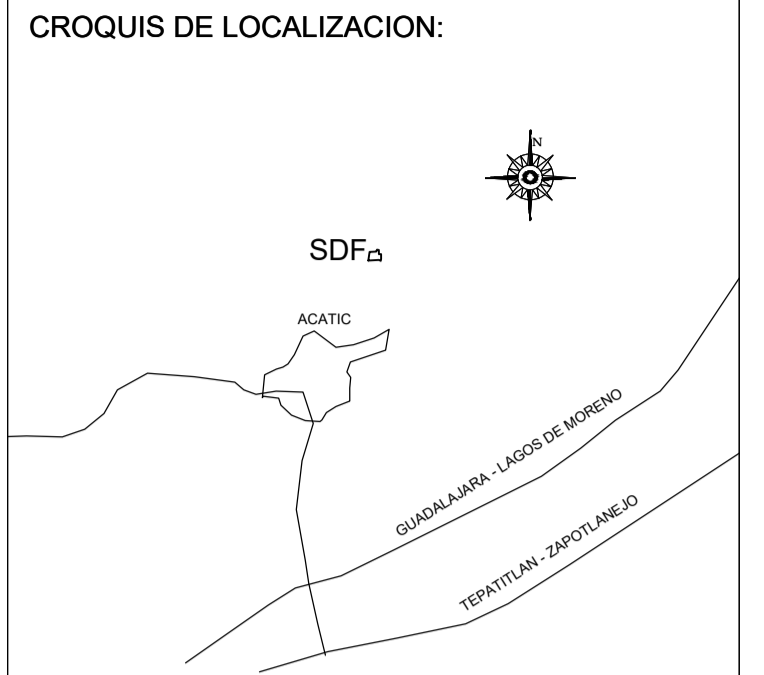 CROQUIS DE LOCALIZACION:
N
SDF
ACATIC
GUADALAJARA - LAGOS DE MORENO
TEPATITLAN - ZAPOTLANEJO